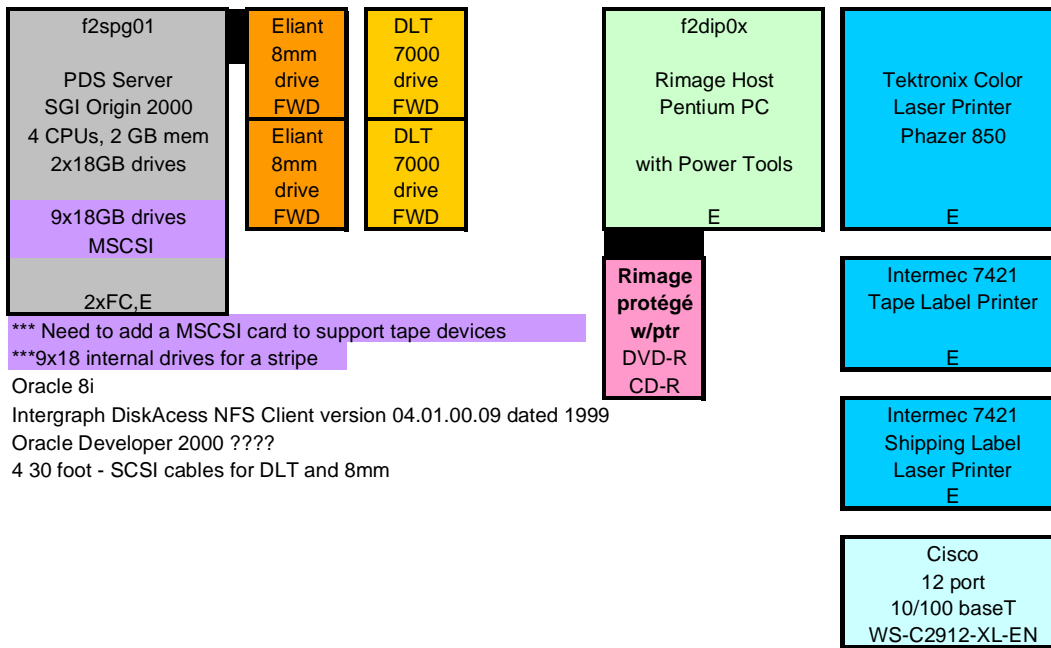 f2spg01
PDS Server
SGI Origin 2000
4 CPUs, 2 GB mem
2x18GB drives
9x18GB drives
MSCSI
2xFC,E
Eliant
8mm
drive
FWD
Eliant
8mm
drive
FWD
DLT
7000
drive
FWD
DLT
7000
drive
FWD
f2dip0x
Rimage Host
Pentium PC
with Power Tools
E
Rimage
protégé
w/ptr
DVD-R
CD-R
Tektronix Color
Laser Printer
Phazer 850
E
Intermec 7421
Tape Label Printer
E
Intermec 7421
Shipping Label
Laser Printer
E
Cisco
12 port
10/100 baseT
WS-C2912-XL-EN
*** Need to add a MSCSI card to support tape devices
***9x18 internal drives for a stripe
Oracle 8i
Intergraph DiskAcess NFS Client version 04.01.00.09 dated 1999
Oracle Developer 2000 ????
4 30 foot - SCSI cables for DLT and 8mm